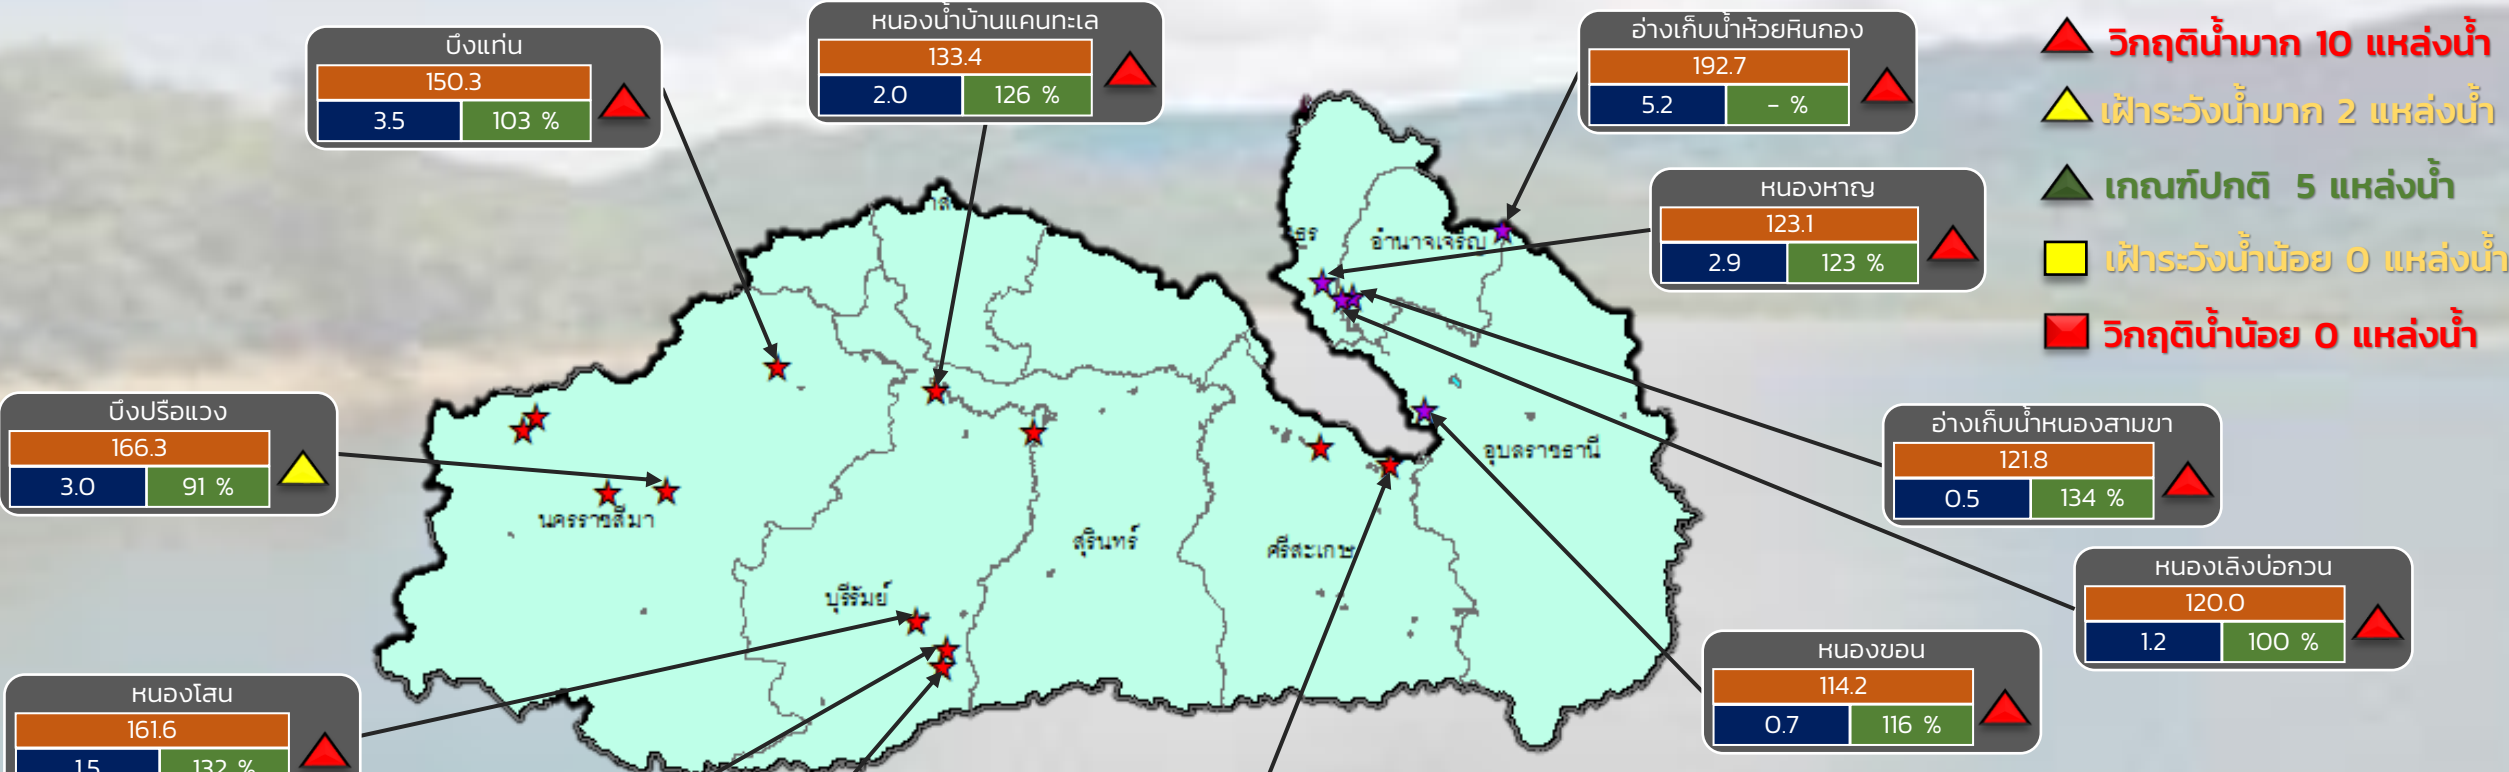 บึงแท่น
150.3
3.5 103 %
หนองน้ำบ้านแคนทะเล
133.4
2.0 126 %
อ่างเก็บน้ำห้วยหินกอง
192.7
5.2 - %
วิกฤติน้ำมาก 10 แหล่งน้ำ
เฝ้าระวังน้ำมาก 2 แหล่งน้ำ
เกณฑ์ปกติ 5 แหล่งน้ำ
เฝ้าระวังน้ำน้อย 0 แหล่งน้ำ
วิกฤติน้ำน้อย 0 แหล่งน้ำ
หนองหาญ
123.1
2.9 123 %
อำนาจเจริญ
บึงปรือแวง
166.3
3.0 91 %
อ่างเก็บน้ำหนองสามขา
121.8
0.5 134 %
อุบลราชธานี
นครราชสีมา
สุรินทร์
ศรีสะเกษ
บุรีรัมย์
หนองเลิงบ่อกวน
120.0
1.2 100 %
หนองขอน
114.2
0.7 116 %
หนองโสน
161.6
1.5 132 %